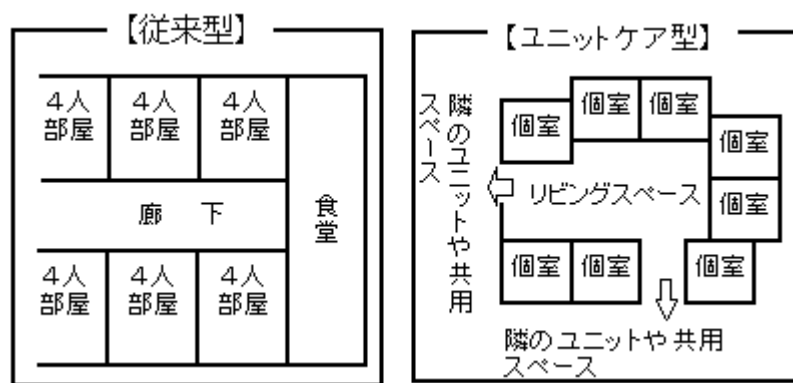 【従来型】
４人
部屋
４人
部屋
４人
部屋
廊 下
食堂
４人
部屋
４人
部屋
４人
部屋
【ユニットケア型】
隣のユニットや共用
スペース
個室
個室
個室
個室
リビングスペース
個室
個室
個室
個室
隣のユニットや共用
スペース